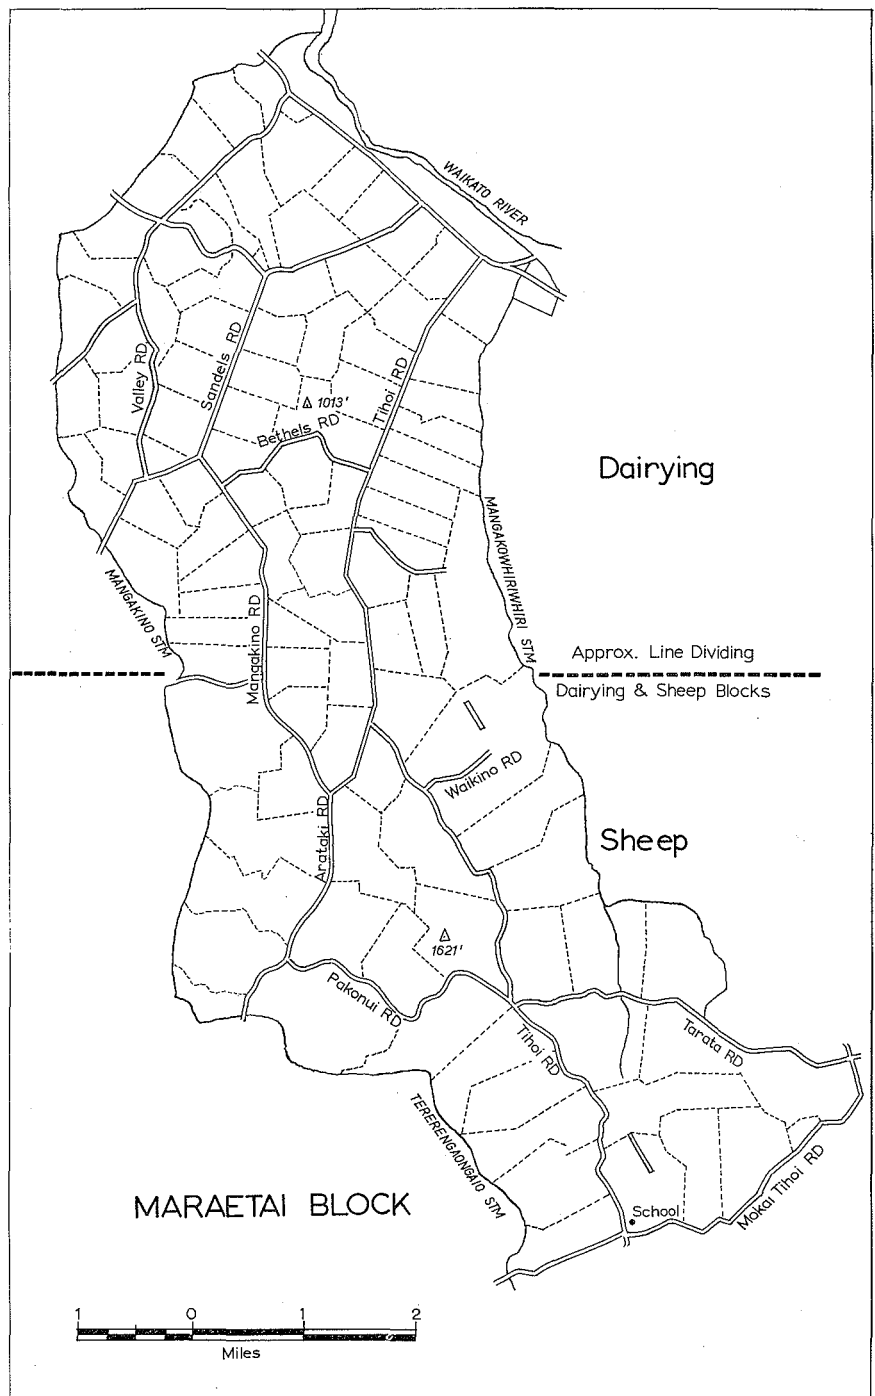 WAIKATO RIVER
Valley RD
Sandels RD
Tihoi RD
1013'
Bethels RD
Dairying
MANGAKOWHIRIWHIRI STM
MANGAKINO STM
Mangakino RD
Approx. Line Dividing
Dairying & Sheep Blocks
Waikino RD
Arataki RD
Sheep
1621'
Pakonui RD
Tihoi RD
Tarata RD
TERERENGAONGAIO STM
MARAETAI BLOCK
School
Mokai Tihoi RD
1 0 1 2
Miles